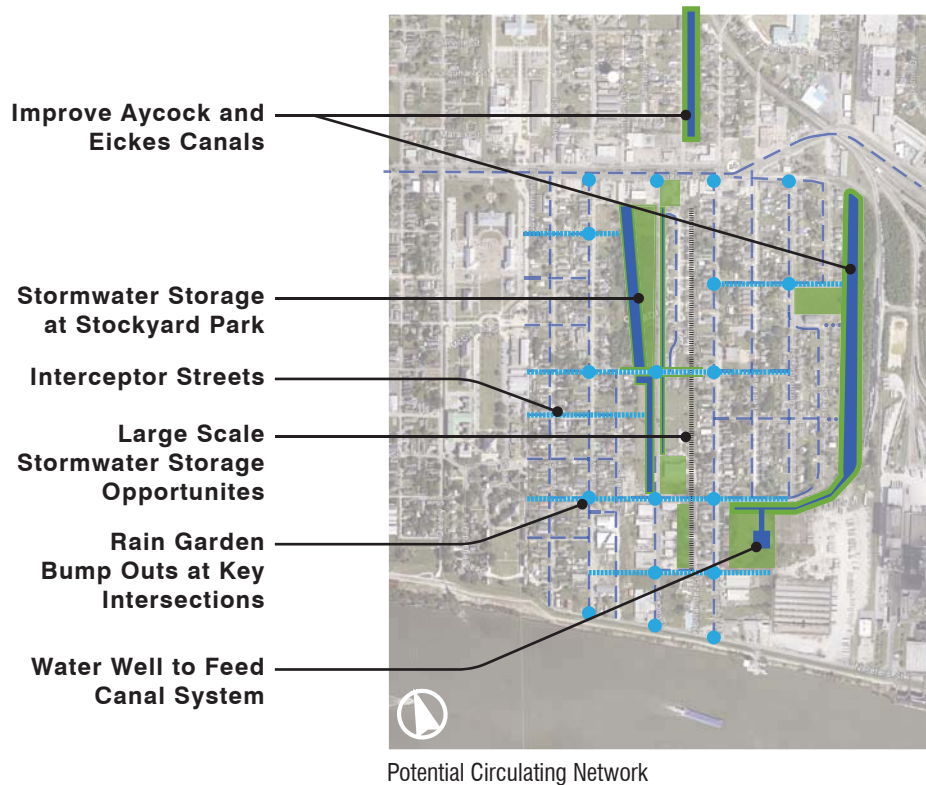 Improve Aycock and
Eickes Canals
Stormwater Storage
at Stockyard Park
Interceptor Streets
Large Scale
Stormwater Storage
Opportunites
Rain Garden
Bump Outs at Key
Intersections
Water Well to Feed
Canal System
Potential Circulating Network